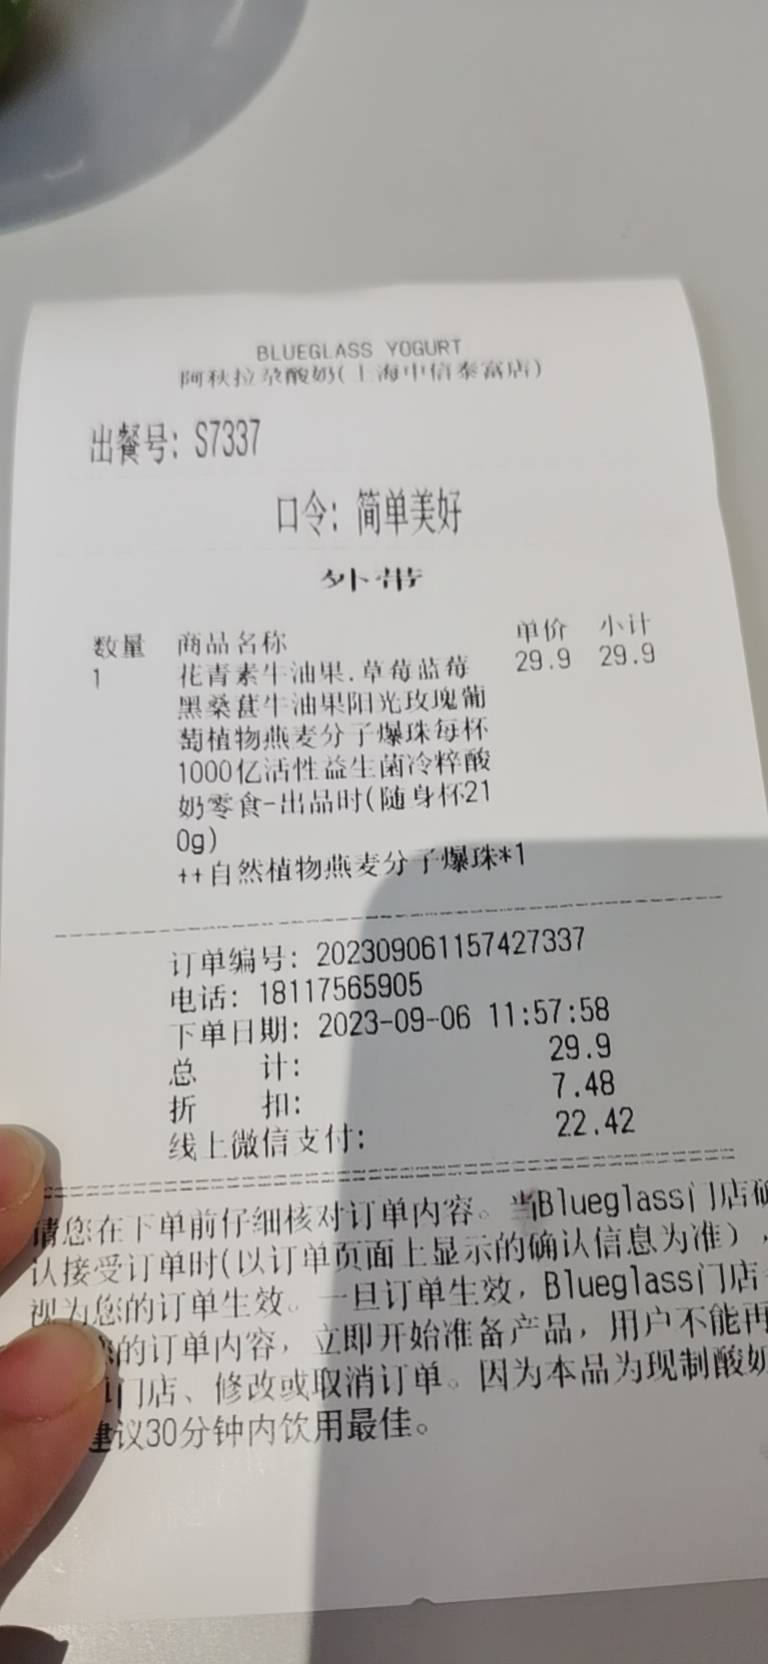 BLUEGLASS YOGURT
阿秋拉尕酸奶(上海中信泰富店)
出餐号: S7337
口令: 简单美好
外带
数量 商品名称 单价 小计
1 花青素牛油果.草莓蓝莓 29.9 29.9
黑桑葚牛油果阳光玫瑰葡
萄植物燕麦分子爆珠每杯
1000亿活性益生菌冷粹酸
奶零食-出品时(随身杯21
0g)
++自然植物燕麦分子爆珠*1
订单编号: 202309061157427337
电话: 18117565905
下单日期: 2023-09-06 11:57:58
总 计: 29.9
折 扣: 7.48
线上微信支付: 22.42
请您在下单前仔细核对订单内容。当Blueglass门店确
认接受订单时(以订单页面上显示的确认信息为准),
视为您的订单生效。一旦订单生效, Blueglass门店
的订单内容, 立即开始准备产品, 用户不能再
门店、修改或取消订单。因为本品为现制酸奶
建议30分钟内饮用最佳。